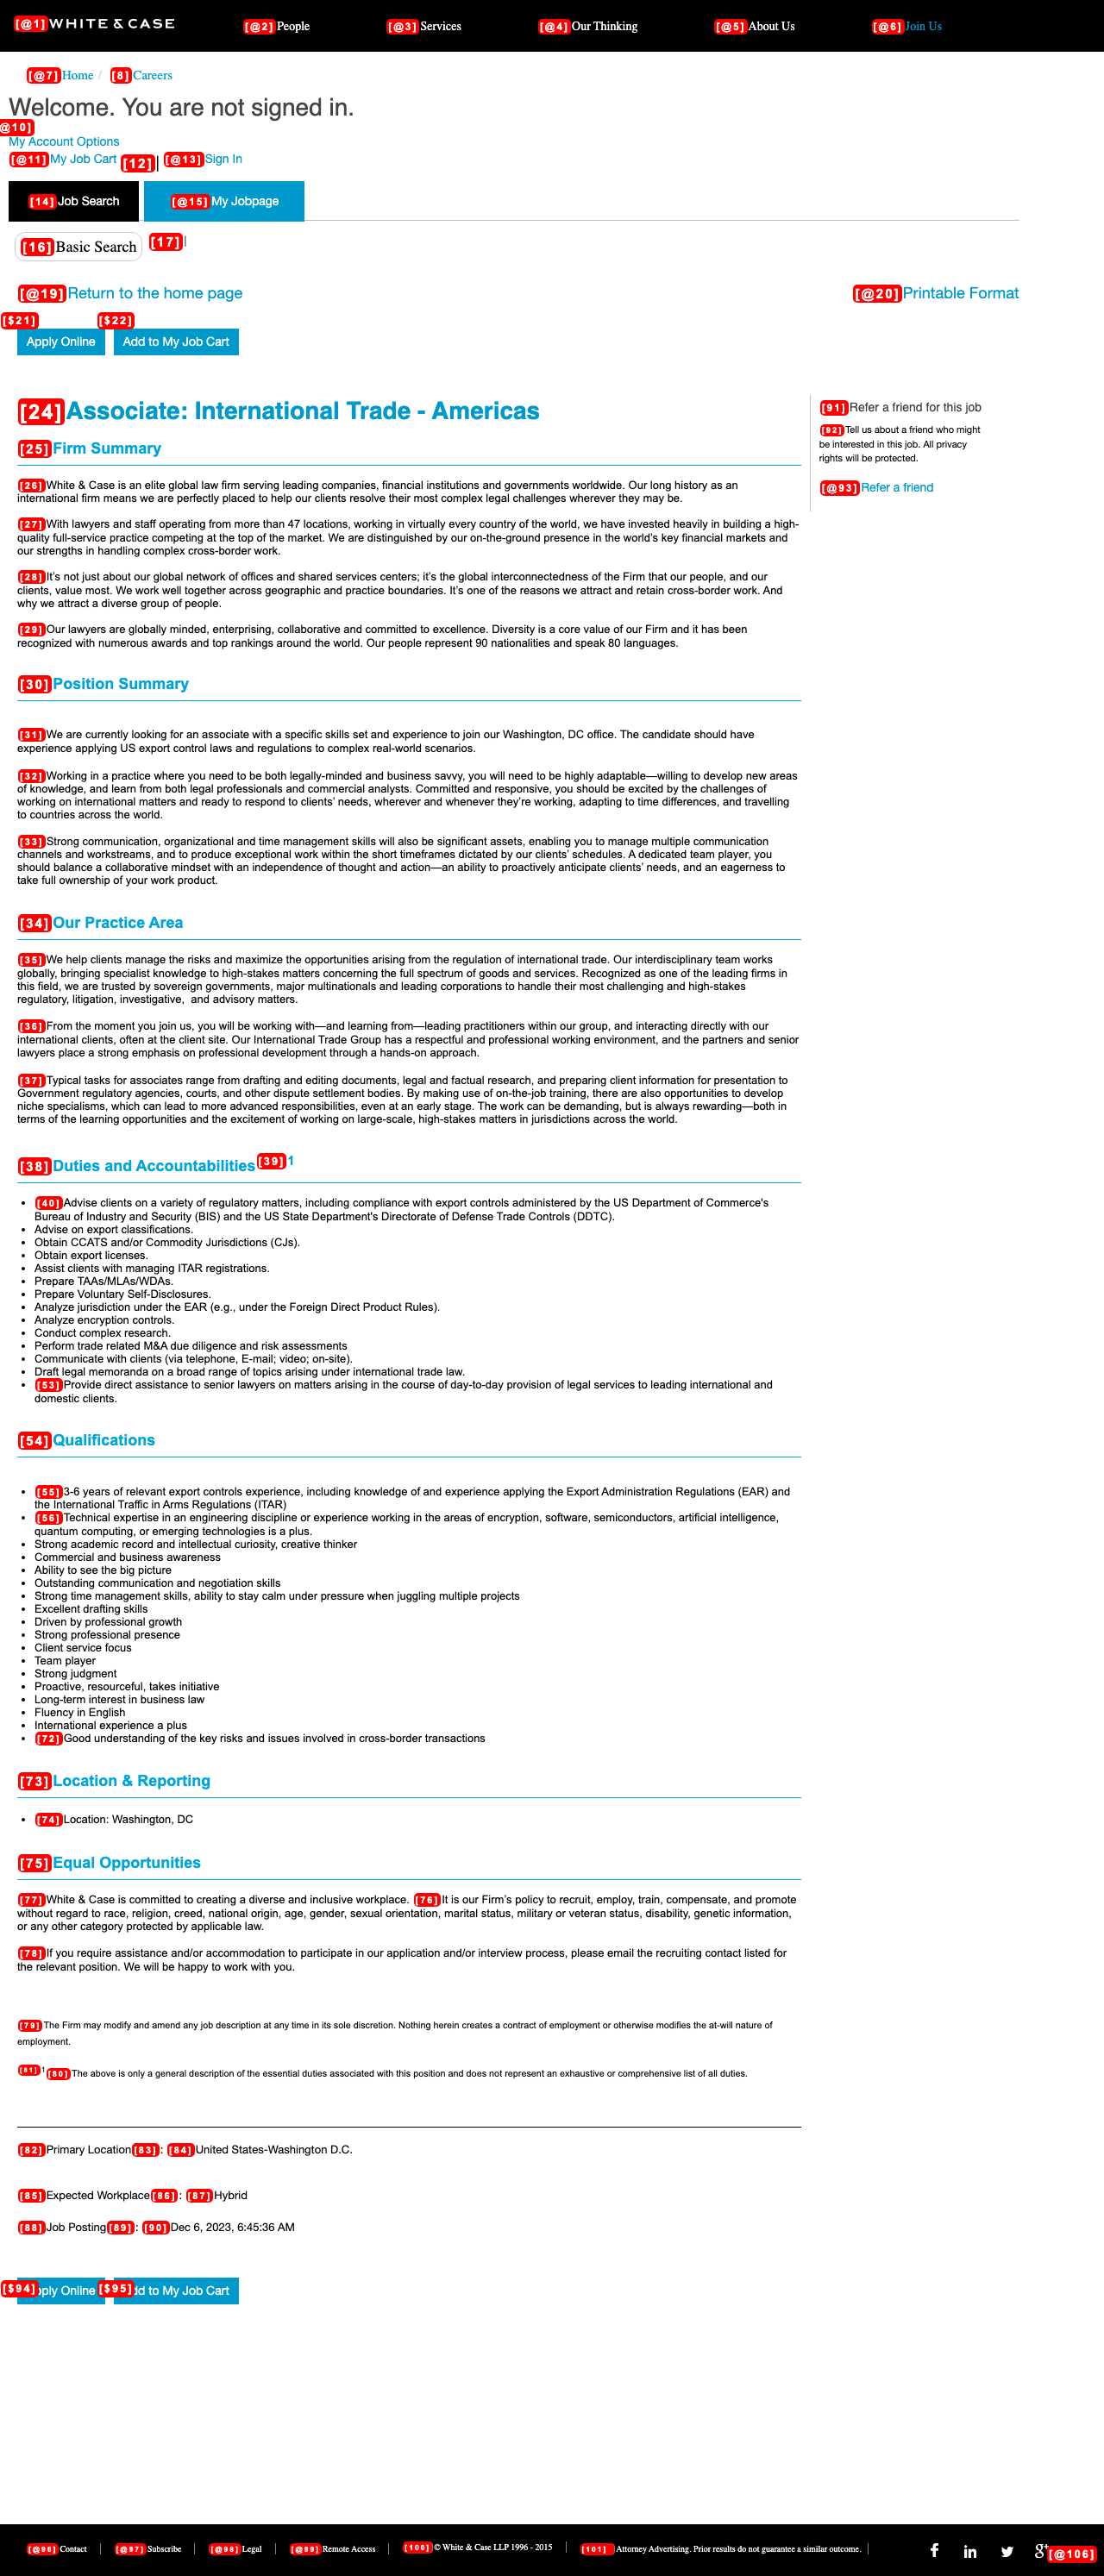 [@1] WHITE & CASE [@2] People [@3] Services [@4] Our Thinking [@5] About Us [@6] Join Us
[@7] Home / [8] Careers
Welcome. You are not signed in.
@10]
My Account Options
[@11] My Job Cart [12] | [@13] Sign In
[14] Job Search [@15] My Jobpage
[16] Basic Search [17] |
[@19] Return to the home page [@20] Printable Format
[$21] [$22]
Apply Online Add to My Job Cart
[24] Associate: International Trade - Americas
[25] Firm Summary
[26] White & Case is an elite global law firm serving leading companies, financial institutions and governments worldwide. Our long history as an
international firm means we are perfectly placed to help our clients resolve their most complex legal challenges wherever they may be.
[27] With lawyers and staff operating from more than 47 locations, working in virtually every country of the world, we have invested heavily in building a high-
quality full-service practice competing at the top of the market. We are distinguished by our on-the-ground presence in the world's key financial markets and
our strengths in handling complex cross-border work.
[28] It's not just about our global network of offices and shared services centers; it's the global interconnectedness of the Firm that our people, and our
clients, value most. We work well together across geographic and practice boundaries. It's one of the reasons we attract and retain cross-border work. And
why we attract a diverse group of people.
[29] Our lawyers are globally minded, enterprising, collaborative and committed to excellence. Diversity is a core value of our Firm and it has been
recognized with numerous awards and top rankings around the world. Our people represent 90 nationalities and speak 80 languages.
[30] Position Summary
[31] We are currently looking for an associate with a specific skills set and experience to join our Washington, DC office. The candidate should have
experience applying US export control laws and regulations to complex real-world scenarios.
[32] Working in a practice where you need to be both legally-minded and business savvy, you will need to be highly adaptable—willing to develop new areas
of knowledge, and learn from both legal professionals and commercial analysts. Committed and responsive, you should be excited by the challenges of
working on international matters and ready to respond to clients' needs, wherever and whenever they're working, adapting to time differences, and travelling
to countries across the world.
[33] Strong communication, organizational and time management skills will also be significant assets, enabling you to manage multiple communication
channels and workstreams, and to produce exceptional work within the short timeframes dictated by our clients' schedules. A dedicated team player, you
should balance a collaborative mindset with an independence of thought and action—an ability to proactively anticipate clients' needs, and an eagerness to
take full ownership of your work product.
[34] Our Practice Area
[35] We help clients manage the risks and maximize the opportunities arising from the regulation of international trade. Our interdisciplinary team works
globally, bringing specialist knowledge to high-stakes matters concerning the full spectrum of goods and services. Recognized as one of the leading firms in
this field, we are trusted by sovereign governments, major multinationals and leading corporations to handle their most challenging and high-stakes
regulatory, litigation, investigative, and advisory matters.
[36] From the moment you join us, you will be working with—and learning from—leading practitioners within our group, and interacting directly with our
international clients, often at the client site. Our International Trade Group has a respectful and professional working environment, and the partners and senior
lawyers place a strong emphasis on professional development through a hands-on approach.
[37] Typical tasks for associates range from drafting and editing documents, legal and factual research, and preparing client information for presentation to
Government regulatory agencies, courts, and other dispute settlement bodies. By making use of on-the-job training, there are also opportunities to develop
niche specialisms, which can lead to more advanced responsibilities, even at an early stage. The work can be demanding, but is always rewarding—both in
terms of the learning opportunities and the excitement of working on large-scale, high-stakes matters in jurisdictions across the world.
[38] Duties and Accountabilities [39] 1
• [40] Advise clients on a variety of regulatory matters, including compliance with export controls administered by the US Department of Commerce's
Bureau of Industry and Security (BIS) and the US State Department's Directorate of Defense Trade Controls (DDTC).
• Advise on export classifications.
• Obtain CCATS and/or Commodity Jurisdictions (CJs).
• Obtain export licenses.
• Assist clients with managing ITAR registrations.
• Prepare TAAs/MLAs/WDAs.
• Prepare Voluntary Self-Disclosures.
• Analyze jurisdiction under the EAR (e.g., under the Foreign Direct Product Rules).
• Analyze encryption controls.
• Conduct complex research.
• Perform trade related M&A due diligence and risk assessments
• Communicate with clients (via telephone, E-mail; video; on-site).
• Draft legal memoranda on a broad range of topics arising under international trade law.
• [53] Provide direct assistance to senior lawyers on matters arising in the course of day-to-day provision of legal services to leading international and
domestic clients.
[54] Qualifications
• [55] 3-6 years of relevant export controls experience, including knowledge of and experience applying the Export Administration Regulations (EAR) and
the International Traffic in Arms Regulations (ITAR)
• [56] Technical expertise in an engineering discipline or experience working in the areas of encryption, software, semiconductors, artificial intelligence,
quantum computing, or emerging technologies is a plus.
• Strong academic record and intellectual curiosity, creative thinker
• Commercial and business awareness
• Ability to see the big picture
• Outstanding communication and negotiation skills
• Strong time management skills, ability to stay calm under pressure when juggling multiple projects
• Excellent drafting skills
• Driven by professional growth
• Strong professional presence
• Client service focus
• Team player
• Strong judgment
• Proactive, resourceful, takes initiative
• Long-term interest in business law
• Fluency in English
• International experience a plus
• [72] Good understanding of the key risks and issues involved in cross-border transactions
[73] Location & Reporting
• [74] Location: Washington, DC
[75] Equal Opportunities
[77] White & Case is committed to creating a diverse and inclusive workplace. [76] It is our Firm's policy to recruit, employ, train, compensate, and promote
without regard to race, religion, creed, national origin, age, gender, sexual orientation, marital status, military or veteran status, disability, genetic information,
or any other category protected by applicable law.
[78] If you require assistance and/or accommodation to participate in our application and/or interview process, please email the recruiting contact listed for
the relevant position. We will be happy to work with you.
[79] The Firm may modify and amend any job description at any time in its sole discretion. Nothing herein creates a contract of employment or otherwise modifies the at-will nature of
employment.
[81] 1 [80] The above is only a general description of the essential duties associated with this position and does not represent an exhaustive or comprehensive list of all duties.
[82] Primary Location [83] : [84] United States-Washington D.C.
[85] Expected Workplace [86] : [87] Hybrid
[88] Job Posting [89] : [90] Dec 6, 2023, 6:45:36 AM
[$94] pply Online [$95] dd to My Job Cart
[91] Refer a friend for this job
[92] Tell us about a friend who might
be interested in this job. All privacy
rights will be protected.
[@93] Refer a friend
[@96] Contact | [@97] Subscribe | [@98] Legal | [@99] Remote Access | [100] © White & Case LLP 1996 - 2015 | [101] Attorney Advertising. Prior results do not guarantee a similar outcome. | f in g+ [@106]